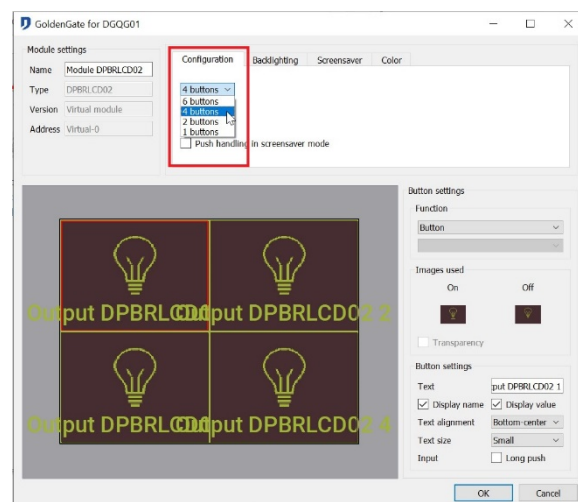 GoldenGate for DGQG01
Module settings
Name Module DPBRLCD02
Type DPBRLCD02
Version Virtual module
Address Virtual-0
Configuration Backlighting Screensaver Color
4 buttons
6 buttons
4 buttons
2 buttons
1 buttons
Push handling in screensaver mode
Output DPBRLCD0
Output DPBRLCD02 2
Output DPBRLCD0
Output DPBRLCD02 4
Button settings
Function
Button
Images used
On Off
Transparency
Button settings
Text put DPBRLCD02 1
Display name Display value
Text alignment Bottom-center
Text size Small
Input Long push
OK Cancel